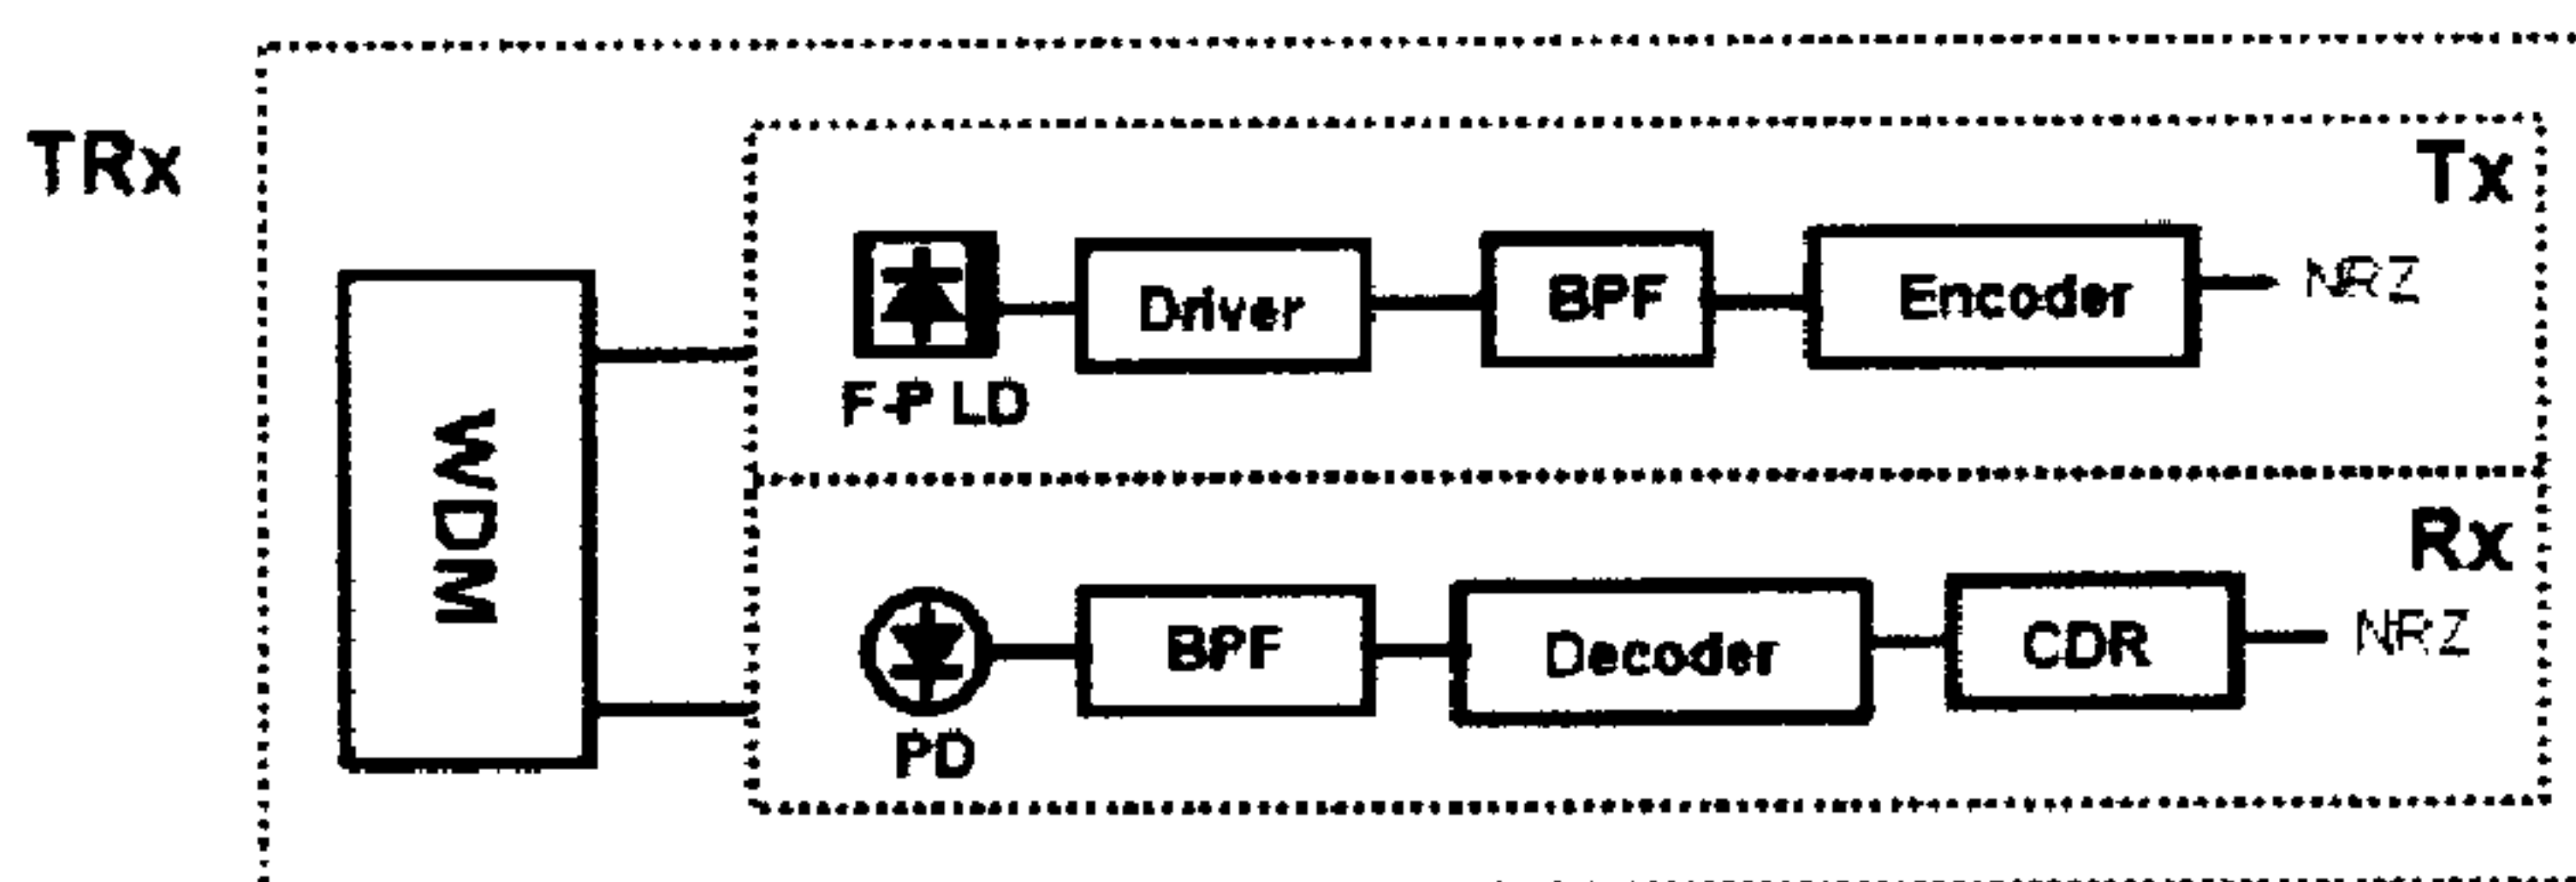 TRx
Tx
Driver
BPF
Encoder
NRZ
F-P LD
WDM
Rx
BPF
Decoder
CDR
NRZ
PD